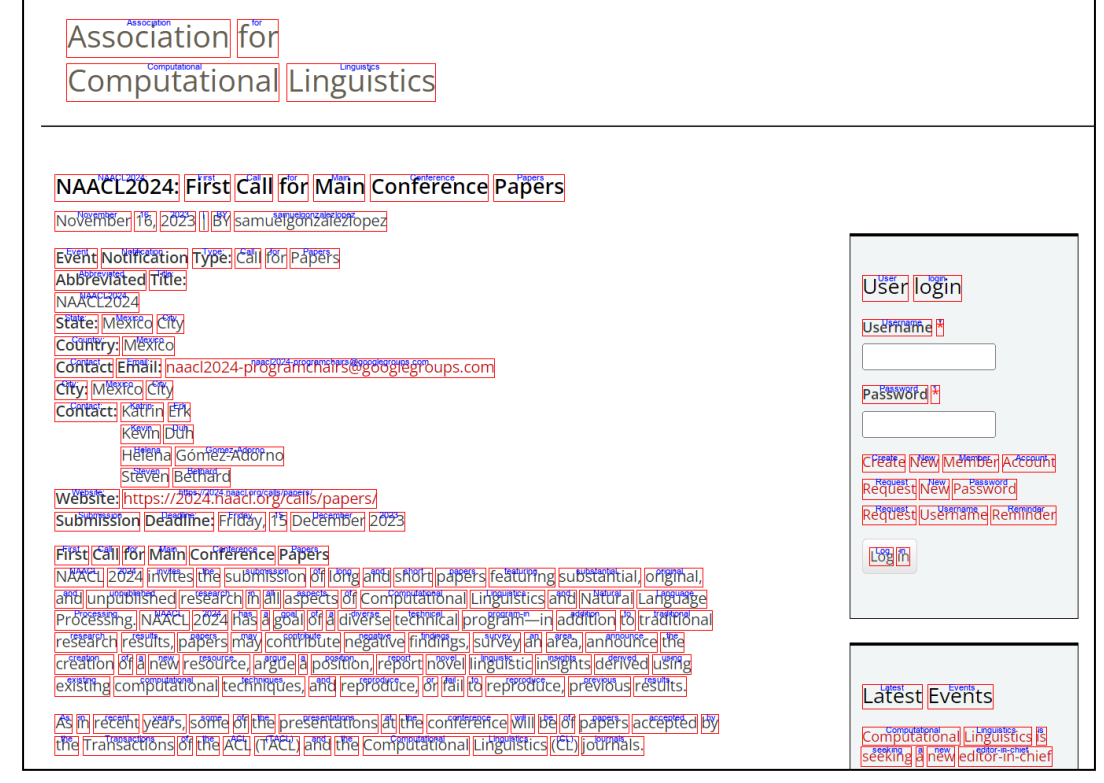 Association for
Computational Linguistics
NAACL2024: First Call for Main Conference Papers
November 16, 2023 | BY samuelgonzalezlopez
Event Notification Type: Call for Papers
Abbreviated Title:
NAACL2024
State: Mexico City
Country: Mexico
Contact Email: naacl2024-programchairs@googlegroups.com
City: Mexico City
Contact: Katrin Erk
Kevin Duh
Helena Gómez-Adorno
Steven Bethard
Website: https://2024.naacl.org/calls/papers/
Submission Deadline: Friday, 15 December 2023
First Call for Main Conference Papers
NAACL 2024 invites the submission of long and short papers featuring substantial, original,
and unpublished research in all aspects of Computational Linguistics and Natural Language
Processing. NAACL 2024 has a goal of a diverse technical program—in addition to traditional
research results, papers may contribute negative findings, survey an area, announce the
creation of a new resource, argue a position, report novel linguistic insights derived using
existing computational techniques, and reproduce, or fail to reproduce, previous results.
As in recent years, some of the presentations at the conference will be of papers accepted by
the Transactions of the ACL (TACL) and the Computational Linguistics (CL) journals.
User login
Username *
Password *
Create New Member Account
Request New Password
Request Username Reminder
Log in
Latest Events
Computational Linguistics is
seeking a new editor-in-chief